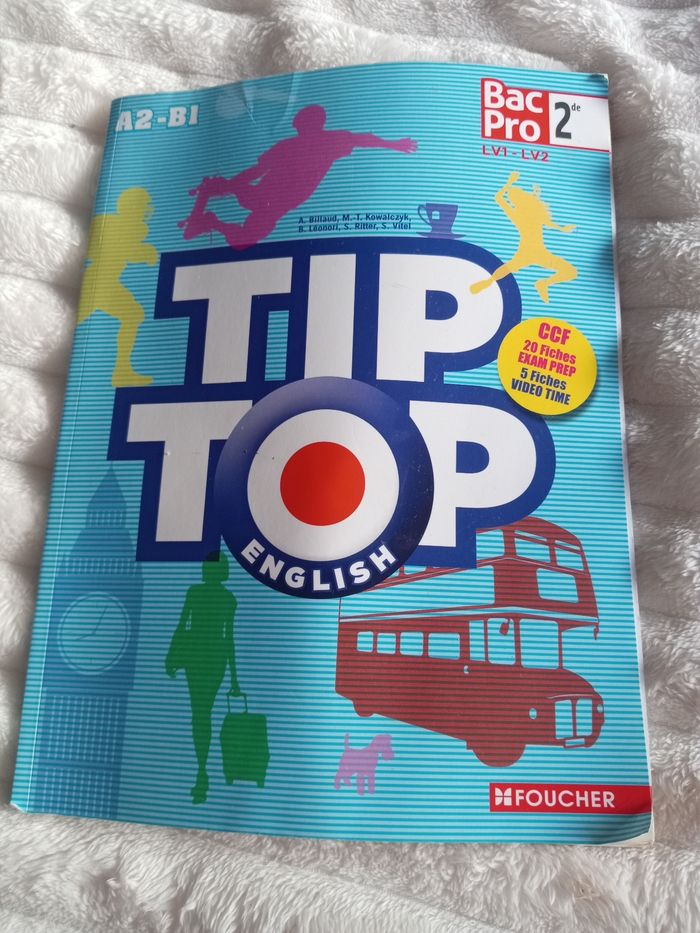 A2-B1
Bac
Pro
2de
LV1 - LV2
A. Billaud, M.-T. Kowalczyk,
B. Léonori, S. Ritter, S. Vitel
TIP
TOP
ENGLISH
CCF
20 Fiches
EXAM PREP
5 Fiches
VIDEO TIME
FOUCHER